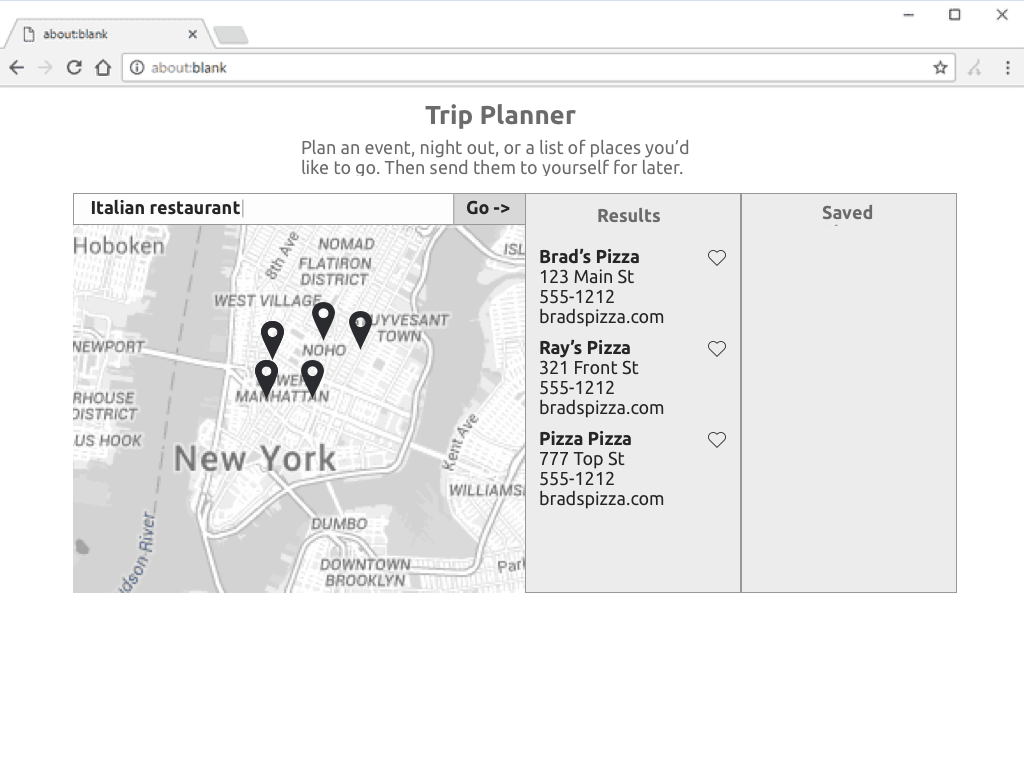 about:blank
about:blank
Trip Planner
Plan an event, night out, or a list of places you’d
like to go. Then send them to yourself for later.
Italian restaurant
Go ->
Hoboken
8th Ave
NOMAD
FLATIRON
DISTRICT
ISL
WEST VILLAGE
UYVESANT
TOWN
NEWPORT
NOHO
WER
MANHATTAN
RHOUSE
DISTRICT
US HOOK
Kent Ave
New York
WILLIAMS
dson River
DUMBO
DOWNTOWN
BROOKLYN
Par
Results
Brad’s Pizza
123 Main St
555-1212
bradspizza.com
Ray’s Pizza
321 Front St
555-1212
bradspizza.com
Pizza Pizza
777 Top St
555-1212
bradspizza.com
Saved